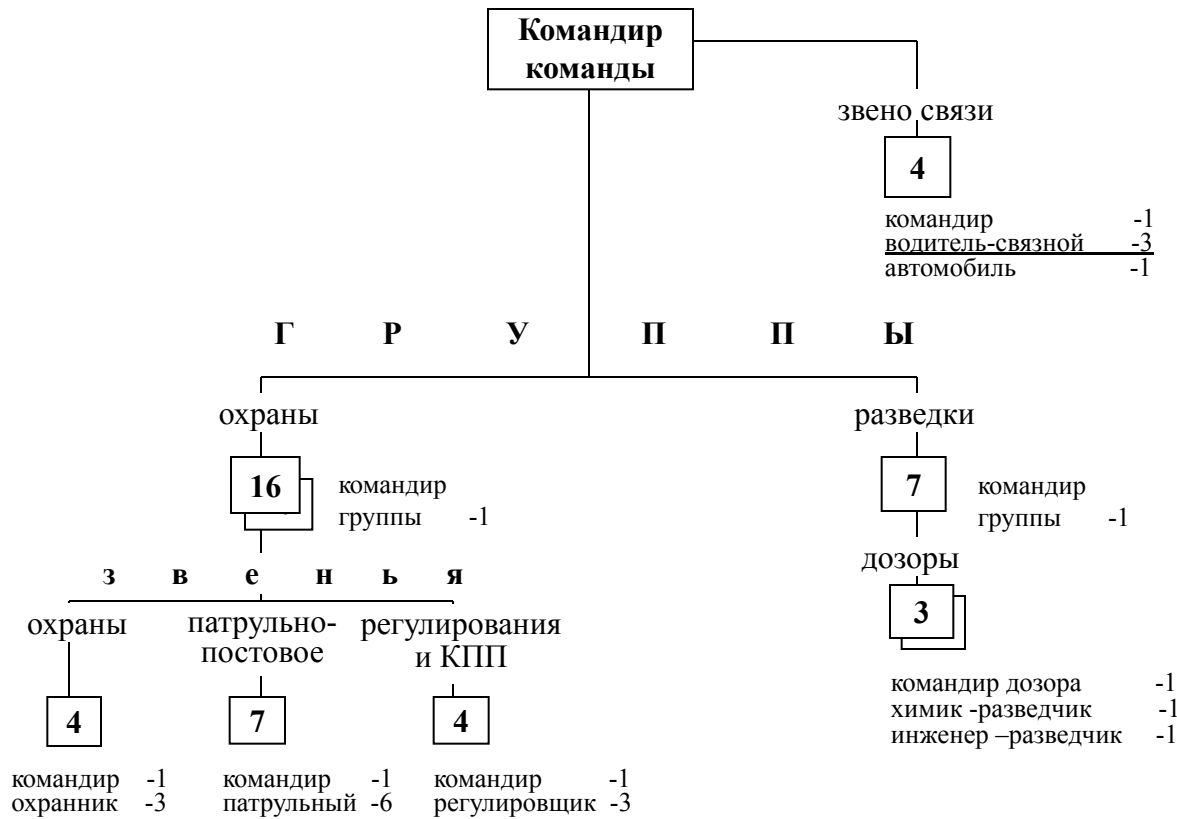 Командир
команды
звено связи
4
командир -1
водитель-связной -3
автомобиль -1
Г Р У П П Ы
охраны
16
командир
группы -1
разведки
7
командир
группы -1
дозоры
3
командир дозора -1
химик -разведчик -1
инженер –разведчик -1
з в е н ь я
охраны
4
командир -1
охранник -3
патрульно-
постовое
7
командир -1
патрульный -6
регулирования
и КПП
4
командир -1
регулировщик -3